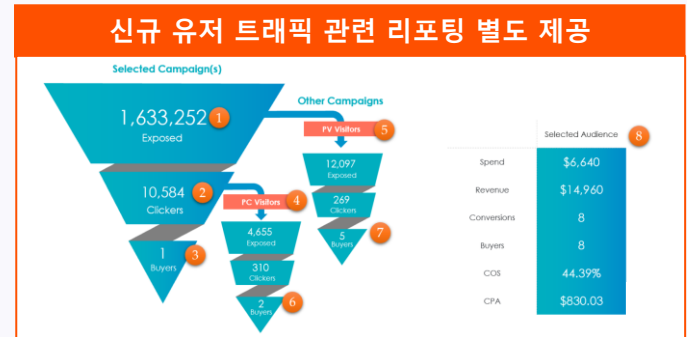 신규 유저 트래픽 관련 리포팅 별도 제공
Selected Campaign(s)
1,633,252 1
Exposed
10,584 2
Clickers
1 3
Buyers
PC Visitors 4
4,655
Exposed
310
Clickers
2 6
Buyers
Other Campaigns
PV Visitors 5
12,097
Exposed
269
Clickers
5 7
Buyers
Selected Audience 8
Spend $6,640
Revenue $14,960
Conversions 8
Buyers 8
COS 44.39%
CPA $830.03